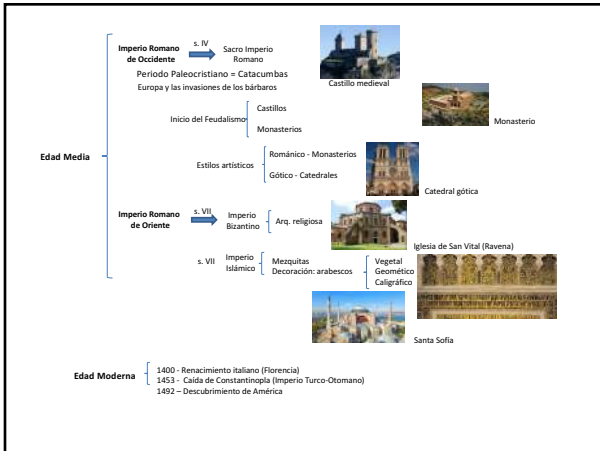 Imperio Romano de Occidente
s. IV
Sacro Imperio Romano
Periodo Paleocristiano = Catacumbas
Europa y las invasiones de los bárbaros
Castillo medieval
Inicio del Feudalismo
Castillos
Monasterios
Monasterio
Edad Media
Estilos artísticos
Románico - Monasterios
Gótico - Catedrales
Catedral gótica
Imperio Romano de Oriente
s. VII
Imperio Bizantino
Arq. religiosa
Iglesia de San Vital (Ravena)
s. VII
Imperio Islámico
Mezquitas
Decoración: arabescos
Vegetal
Geomético
Caligráfico
Santa Sofía
Edad Moderna
1400 - Renacimiento italiano (Florencia)
1453 - Caída de Constantinopla (Imperio Turco-Otomano)
1492 – Descubrimiento de América